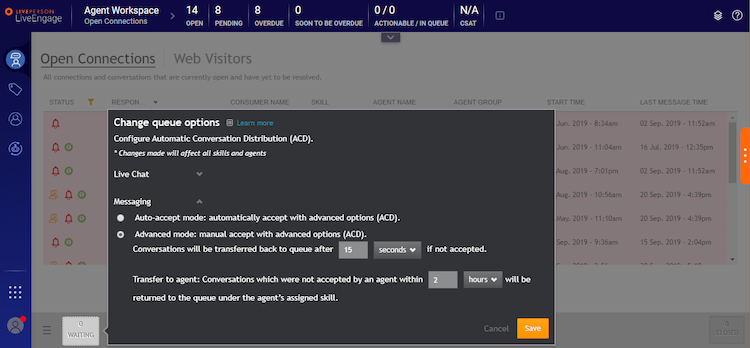 LIVEPERSON
LiveEngage
Agent Workspace
Open Connections
14
OPEN
8
PENDING
8
OVERDUE
0
SOON TO BE OVERDUE
0 / 0
ACTIONABLE / IN QUEUE
N/A
CSAT
Open Connections
Web Visitors
All connections and conversations that are currently open and have yet to be resolved.
STATUS RESPON... CONSUMER NAME SKILL AGENT NAME AGENT GROUP START TIME LAST MESSAGE TIME
Jun. 2019 - 8:34am 02 Sep. 2019 - 11:52am
Jun. 2019 - 11:04am 16 Jul. 2019 - 12:35pm
Aug. 2019 - 7:01pm 02 Sep. 2019 - 11:52am
Aug. 2019 - 10:56am 20 Sep. 2019 - 4:39pm
May. 2019 - 11:10am 20 Sep. 2019 - 4:39pm
Sep. 2019 - 9:36am 15 Sep. 2019 - 2:04pm
Change queue options
Learn more
Configure Automatic Conversation Distribution (ACD).
* Changes made will affect all skills and agents
Live Chat
Messaging
Auto-accept mode: automatically accept with advanced options (ACD).
Advanced mode: manual accept with advanced options (ACD).
Conversations will be transferred back to queue after 15 seconds if not accepted.
Transfer to agent: Conversations which were not accepted by an agent within 2 hours will be
returned to the queue under the agent's assigned skill.
Cancel
Save
0
WAITING
CLOSED